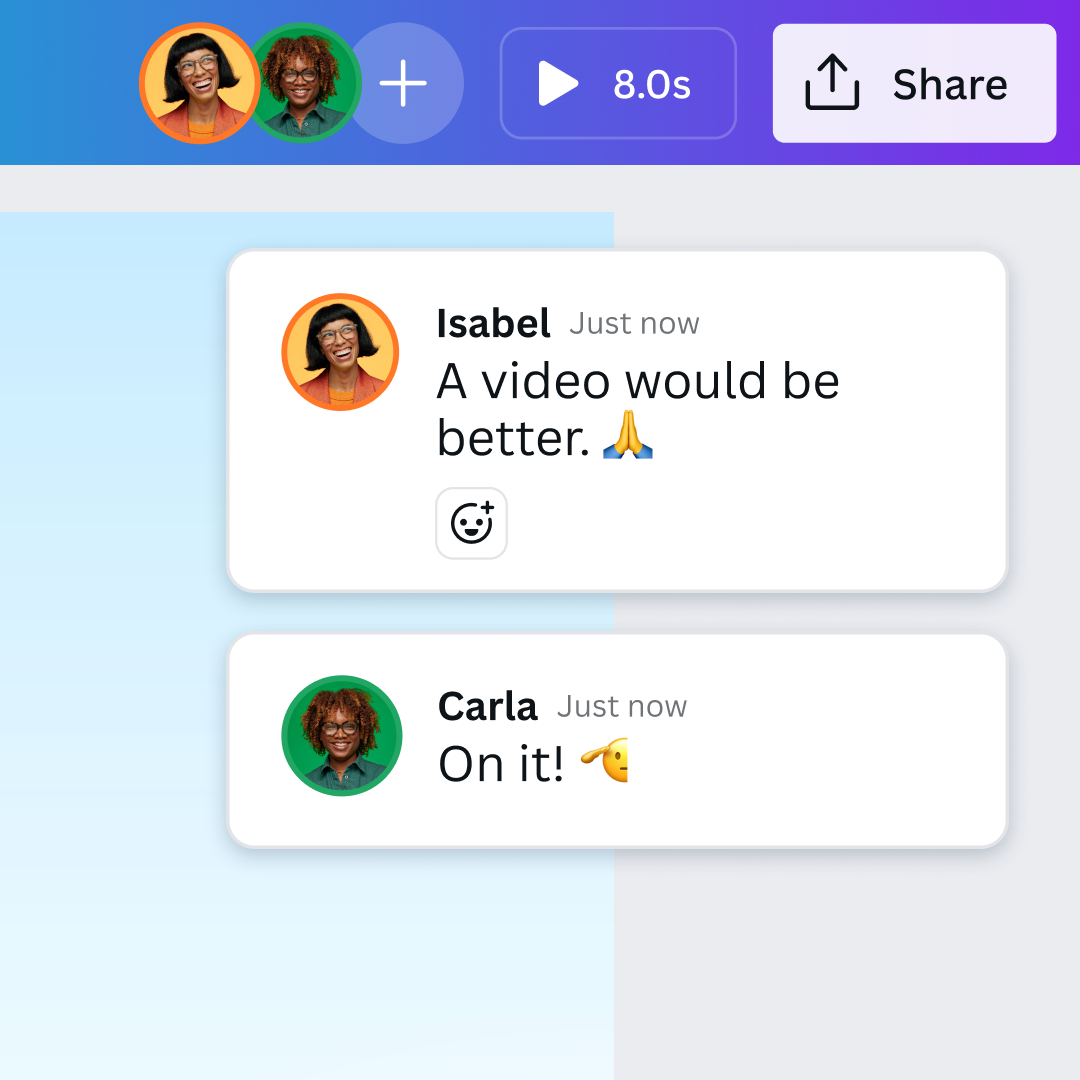 8.0s
Share
Isabel Just now
A video would be
better. 🙏
Carla Just now
On it! 🫡